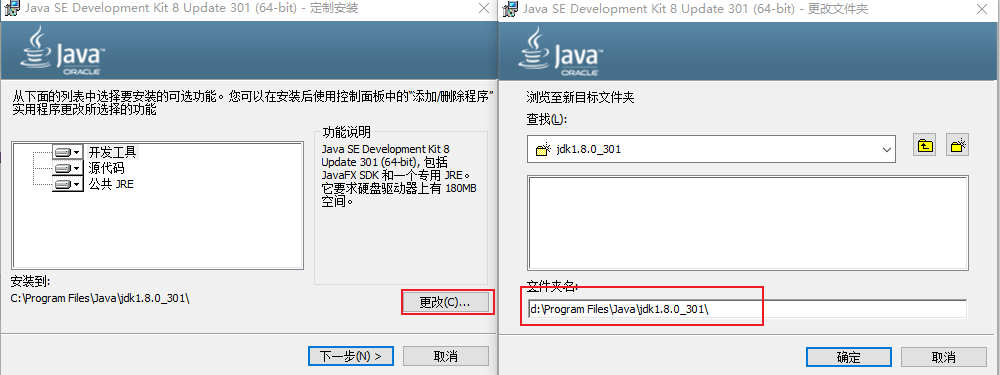 Java SE Development Kit 8 Update 301 (64-bit) - 定制安装
Java
ORACLE
从下面的列表中选择要安装的可选功能。您可以在安装后使用控制面板中的“添加/删除程序”
实用程序更改所选择的功能
开发工具
源代码
公共 JRE
功能说明
Java SE Development Kit 8
Update 301 (64-bit), 包括
JavaFX SDK 和一个专用 JRE。
它要求硬盘驱动器上有 180MB
空间。
安装到:
C:\Program Files\Java\jdk1.8.0_301\
更改(C)...
下一步(N) >
取消
Java SE Development Kit 8 Update 301 (64-bit) - 更改文件夹
Java
ORACLE
浏览至新目标文件夹
查找(L):
jdk1.8.0_301
文件夹名:
d:\Program Files\Java\jdk1.8.0_301\
确定
取消